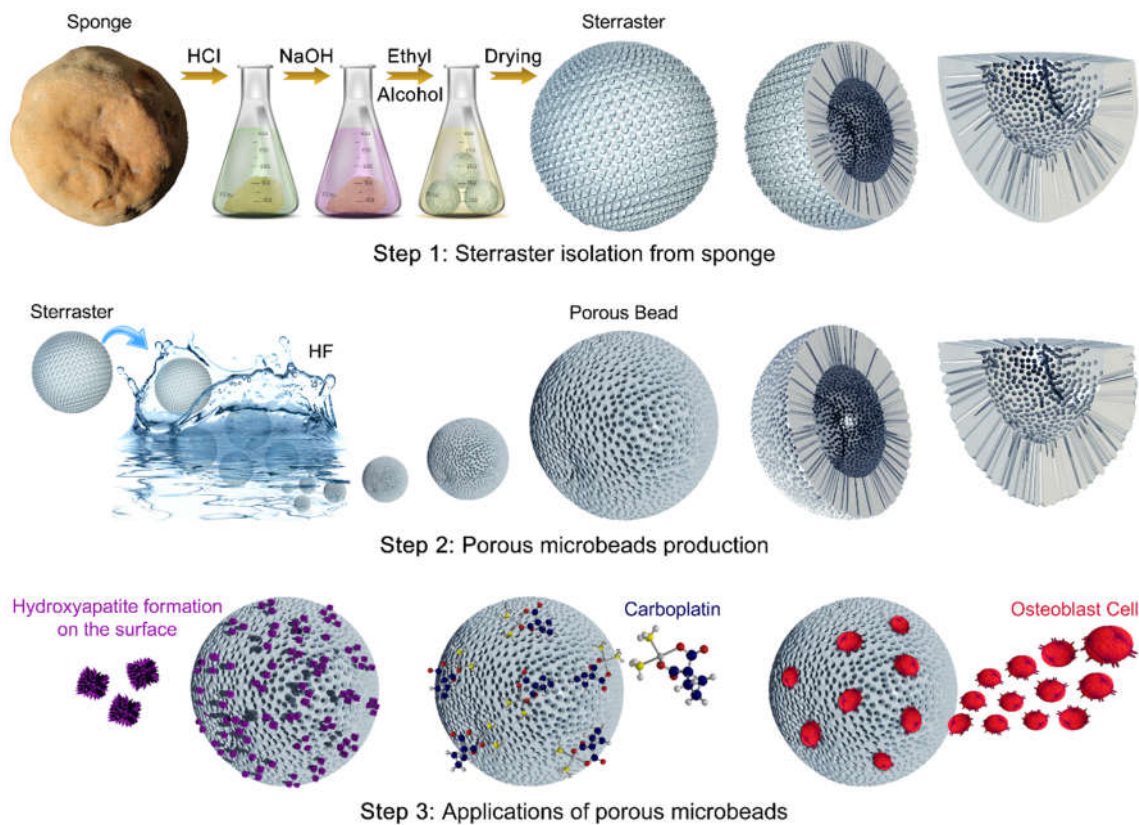 Sponge
HCl
NaOH
Ethyl
Alcohol
Drying
Sterraster
Step 1: Sterraster isolation from sponge
Sterraster
HF
Porous Bead
Step 2: Porous microbeads production
Hydroxyapatite formation
on the surface
Carboplatin
Osteoblast Cell
Step 3: Applications of porous microbeads